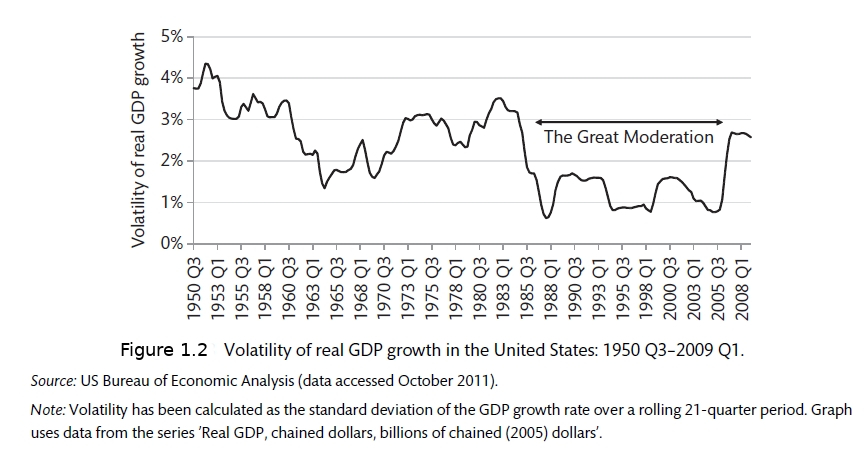 Volatility of real GDP growth
5%
4%
3%
2%
1%
0%
The Great Moderation
1950 Q3
1953 Q1
1955 Q3
1958 Q1
1960 Q3
1963 Q1
1965 Q3
1968 Q1
1970 Q3
1973 Q1
1975 Q3
1978 Q1
1980 Q3
1983 Q1
1985 Q3
1988 Q1
1990 Q3
1993 Q1
1995 Q3
1998 Q1
2000 Q3
2003 Q1
2005 Q3
2008 Q1
Figure 1.2 Volatility of real GDP growth in the United States: 1950 Q3–2009 Q1.
Source: US Bureau of Economic Analysis (data accessed October 2011).
Note: Volatility has been calculated as the standard deviation of the GDP growth rate over a rolling 21-quarter period. Graph
uses data from the series ‘Real GDP, chained dollars, billions of chained (2005) dollars’.